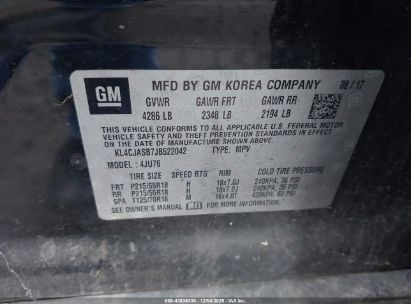 GM
MFD BY GM KOREA COMPANY 08/17
GVWR GAWR FRT GAWR RR
4286 LB 2348 LB 2194 LB
THIS VEHICLE CONFORMS TO ALL APPLICABLE U.S. FEDERAL MOTOR
VEHICLE SAFETY, BUMPER, AND THEFT PREVENTION STANDARDS IN
EFFECT ON THE DATE OF MANUFACTURE SHOWN ABOVE.
KL4CJASB7JB522042 TYPE: MPV
MODEL : 4JU76
TIRE SIZE SPEED RTG RIM COLD TIRE PRESSURE
FRT P215/55R18 H 18x7.0J 240KPA, 35 PSI
RR P215/55R18 H 18x7.0J 240KPA, 35 PSI
SPA T125/70R16 M 16x4.0T 420KPA, 60 PSI
SEE OWNER'S MANUAL FOR MORE INFORMATION.